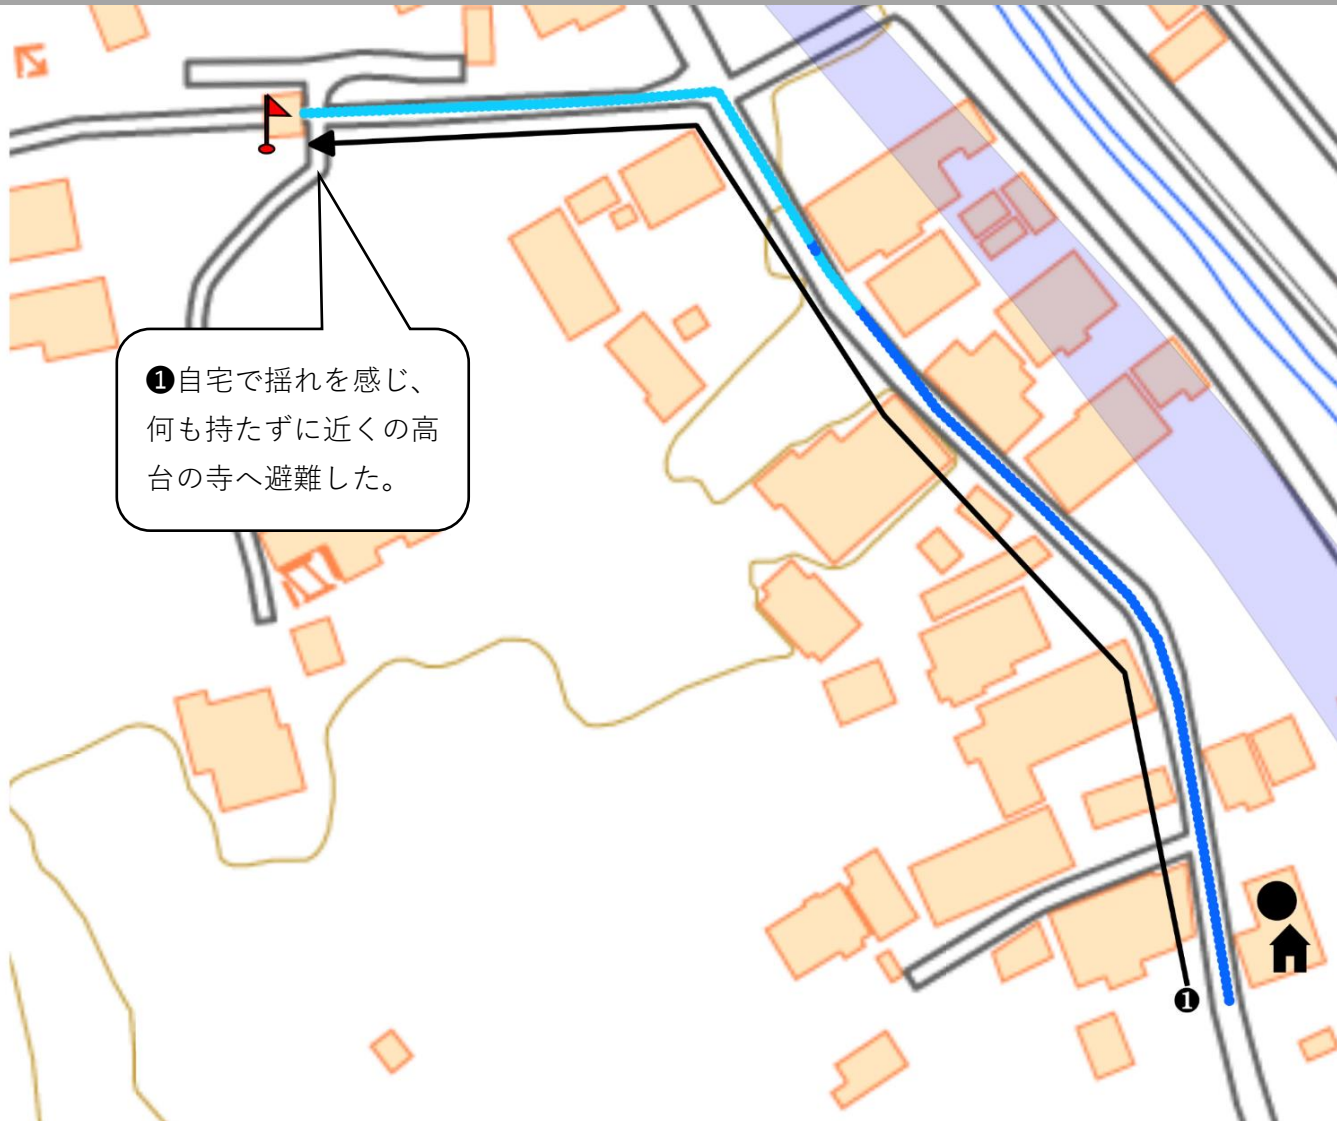 ❶自宅で揺れを感じ、
何も持たずに近くの高
台の寺へ避難した。
❶